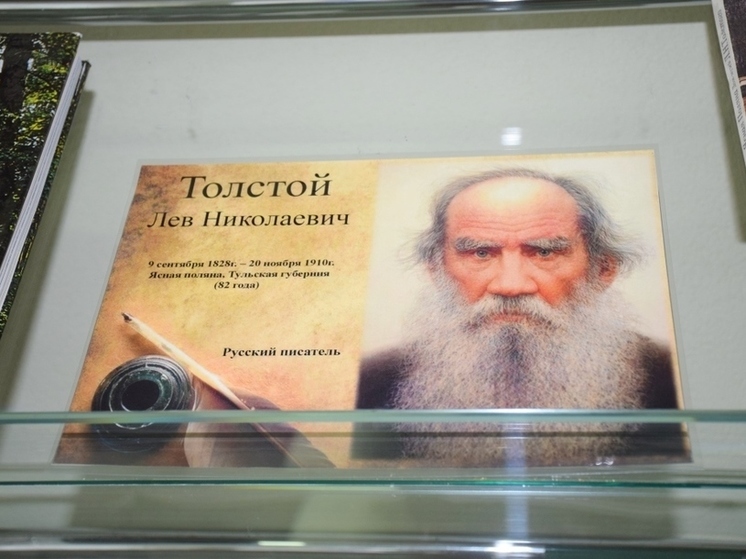 Толстой
Лев Николаевич
9 сентября 1828г. – 20 ноября 1910г.
Ясная поляна, Тульская губерния
(82 года)
Русский писатель